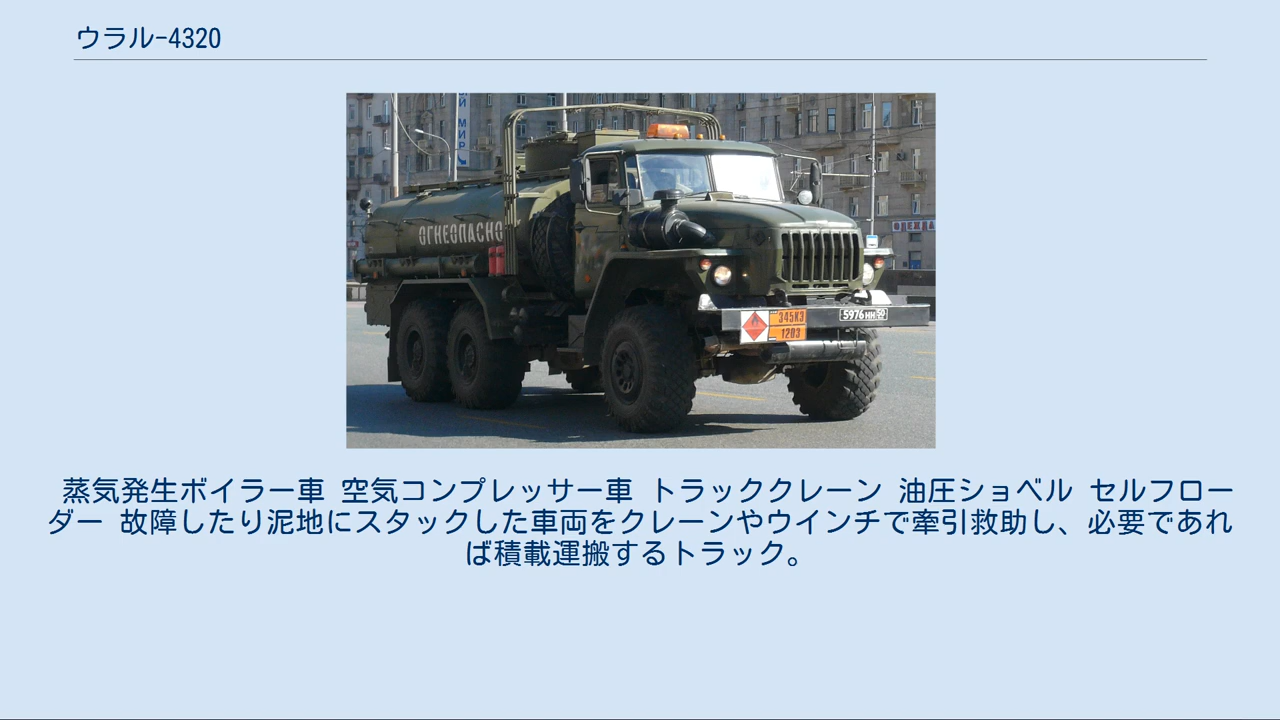 ウラル-4320
Й МИР
ОГНЕОПАСНО
ОДЕЖДА
345КЭ
1203
5976 НН 50
蒸気発生ボイラー車 空気コンプレッサー車 トラッククレーン 油圧ショベル セルフロー
ダー 故障したり泥地にスタックした車両をクレーンやウインチで牽引救助し、必要であれ
ば積載運搬するトラック。